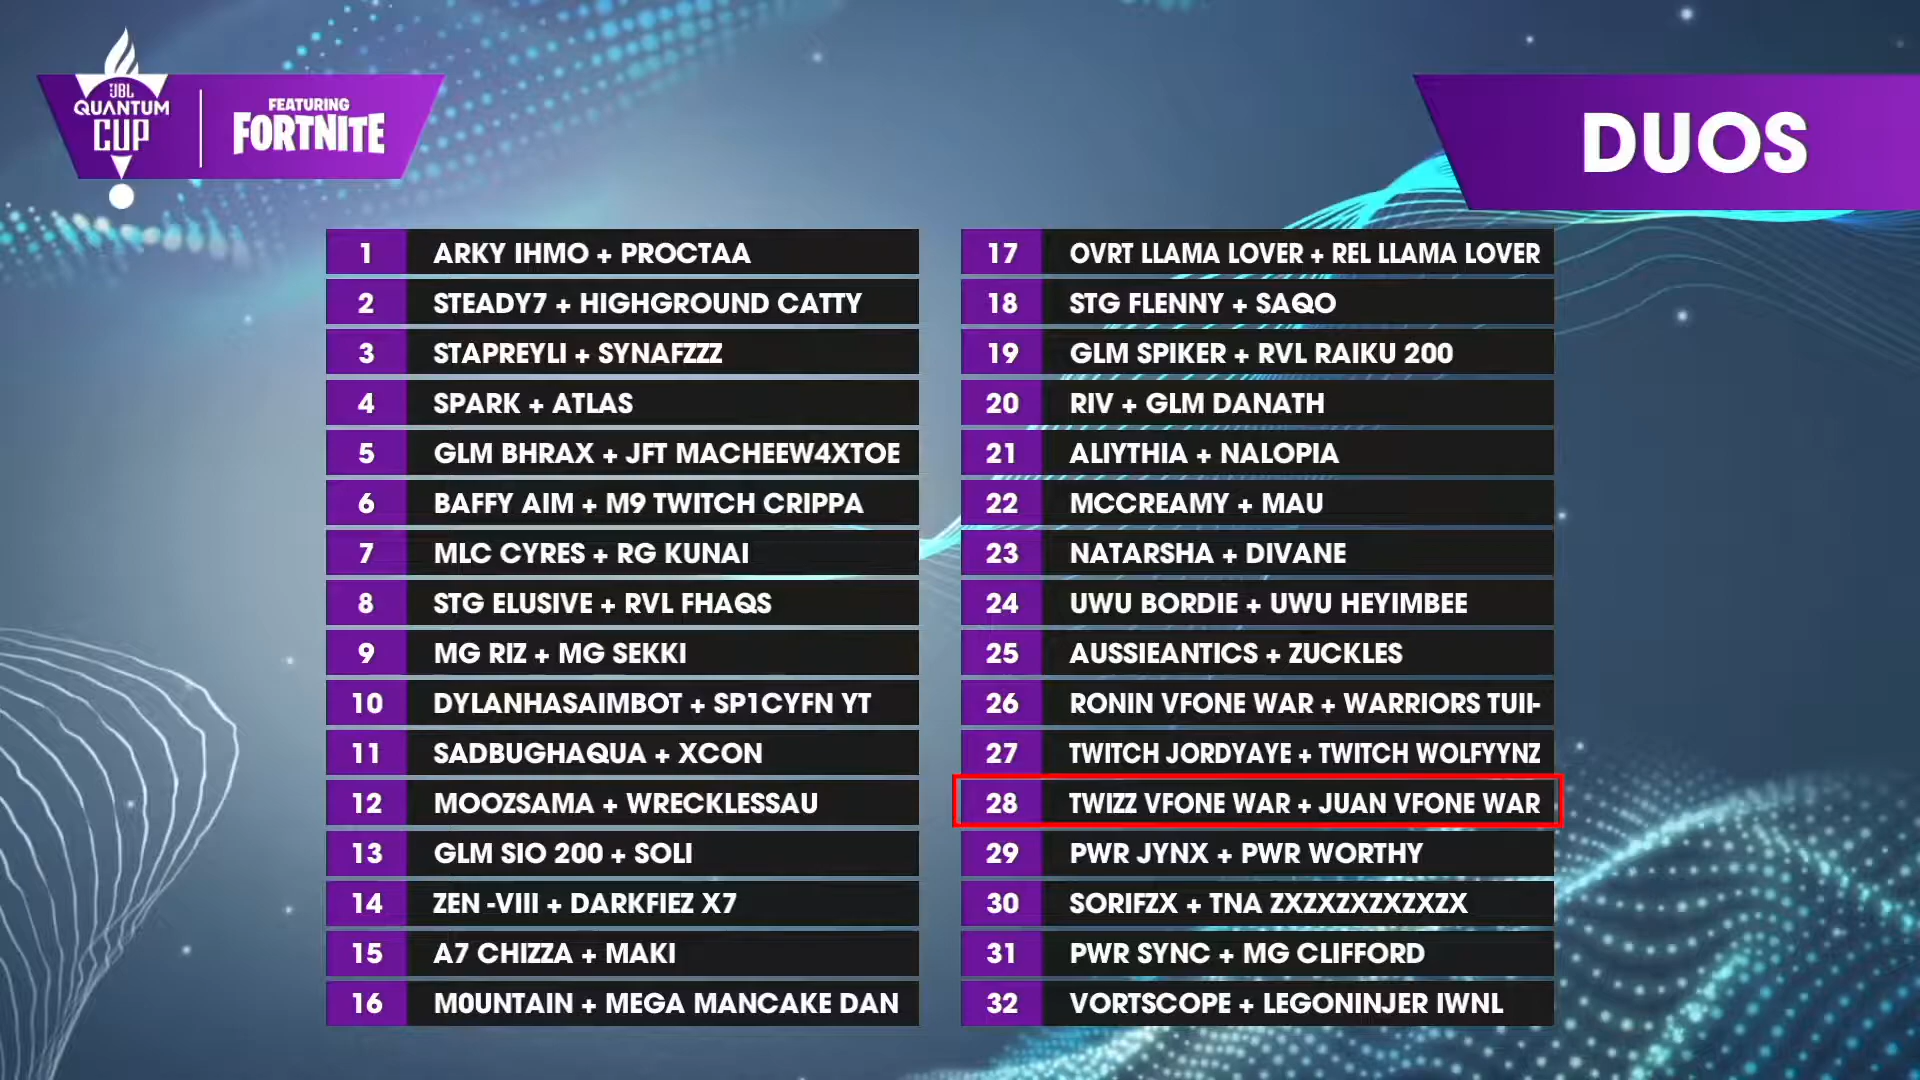 JBL
QUANTUM
CUP
FEATURING
FORTNITE
DUOS
1 ARKY IHMO + PROCTAA
2 STEADY7 + HIGHGROUND CATTY
3 STAPREYLI + SYNAFZZZ
4 SPARK + ATLAS
5 GLM BHRAX + JFT MACHEEW4XTOE
6 BAFFY AIM + M9 TWITCH CRIPPA
7 MLC CYRES + RG KUNAI
8 STG ELUSIVE + RVL FHAQS
9 MG RIZ + MG SEKKI
10 DYLANHASAIMBOT + SP1CYFN YT
11 SADBUGHAQUA + XCON
12 MOOZSAMA + WRECKLESSAU
13 GLM SIO 200 + SOLI
14 ZEN -VIII + DARKFIEZ X7
15 A7 CHIZZA + MAKI
16 M0UNTAIN + MEGA MANCAKE DAN
17 OVRT LLAMA LOVER + REL LLAMA LOVER
18 STG FLENNY + SAQO
19 GLM SPIKER + RVL RAIKU 200
20 RIV + GLM DANATH
21 ALIYTHIA + NALOPIA
22 MCCREAMY + MAU
23 NATARSHA + DIVANE
24 UWU BORDIE + UWU HEYIMBEE
25 AUSSIEANTICS + ZUCKLES
26 RONIN VFONE WAR + WARRIORS TUII-
27 TWITCH JORDYAYE + TWITCH WOLFYYNZ
28 TWIZZ VFONE WAR + JUAN VFONE WAR
29 PWR JYNX + PWR WORTHY
30 SORIFZX + TNA ZXZXZXZXZXZX
31 PWR SYNC + MG CLIFFORD
32 VORTSCOPE + LEGONINJER IWNL